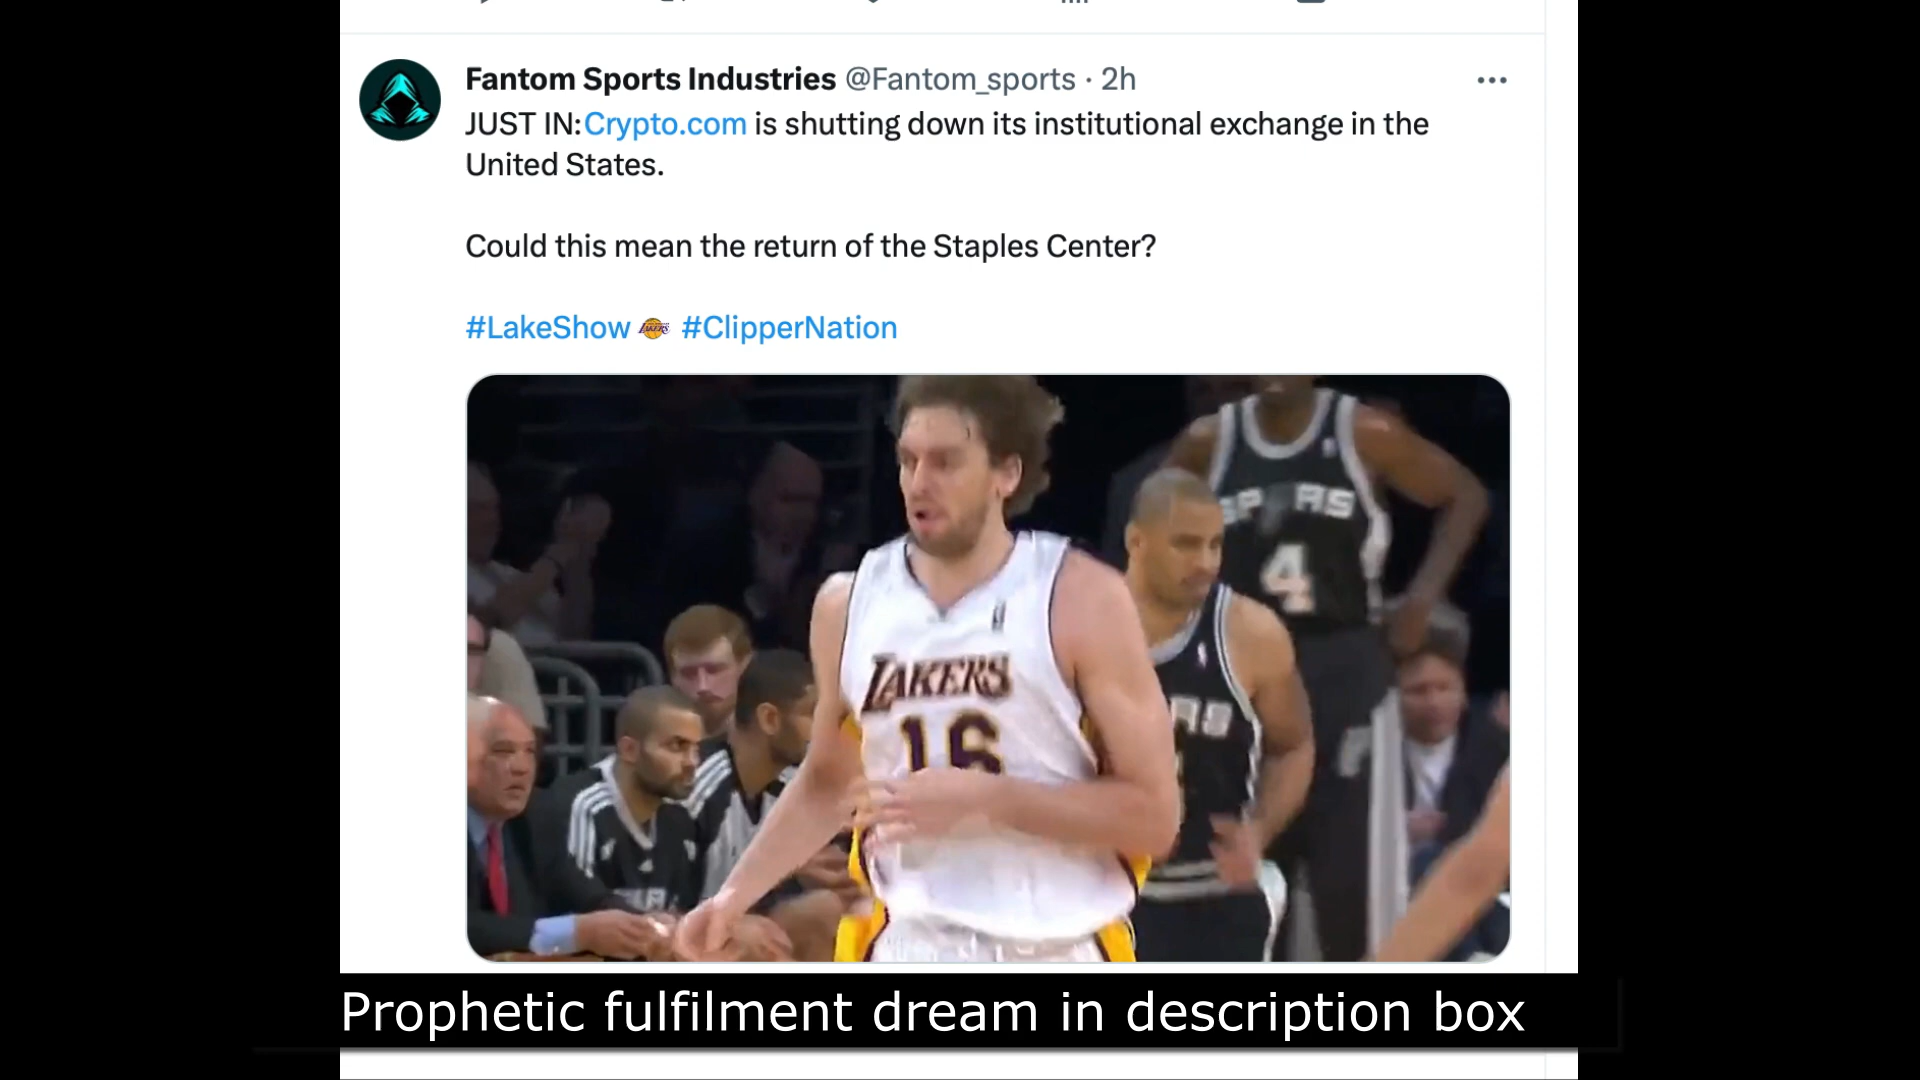 Fantom Sports Industries @Fantom_sports · 2h
JUST IN:Crypto.com is shutting down its institutional exchange in the
United States.
Could this mean the return of the Staples Center?
#LakeShow #ClipperNation
SPURS
4
LAKERS
16
Prophetic fulfilment dream in description box